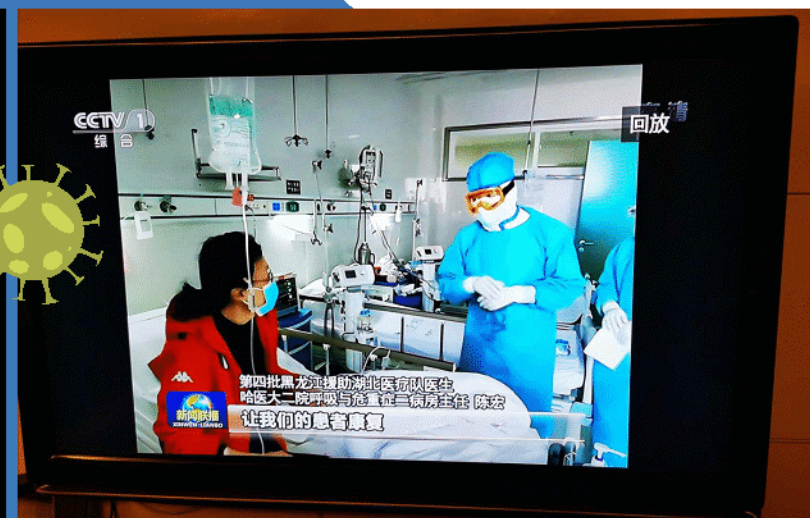 CCTV 1
综合
回放
第四批黑龙江援助湖北医疗队医生
哈医大二院呼吸与危重症二病房主任 陈宏
新闻联播
XINWEN LIANBO
让我们的患者康复